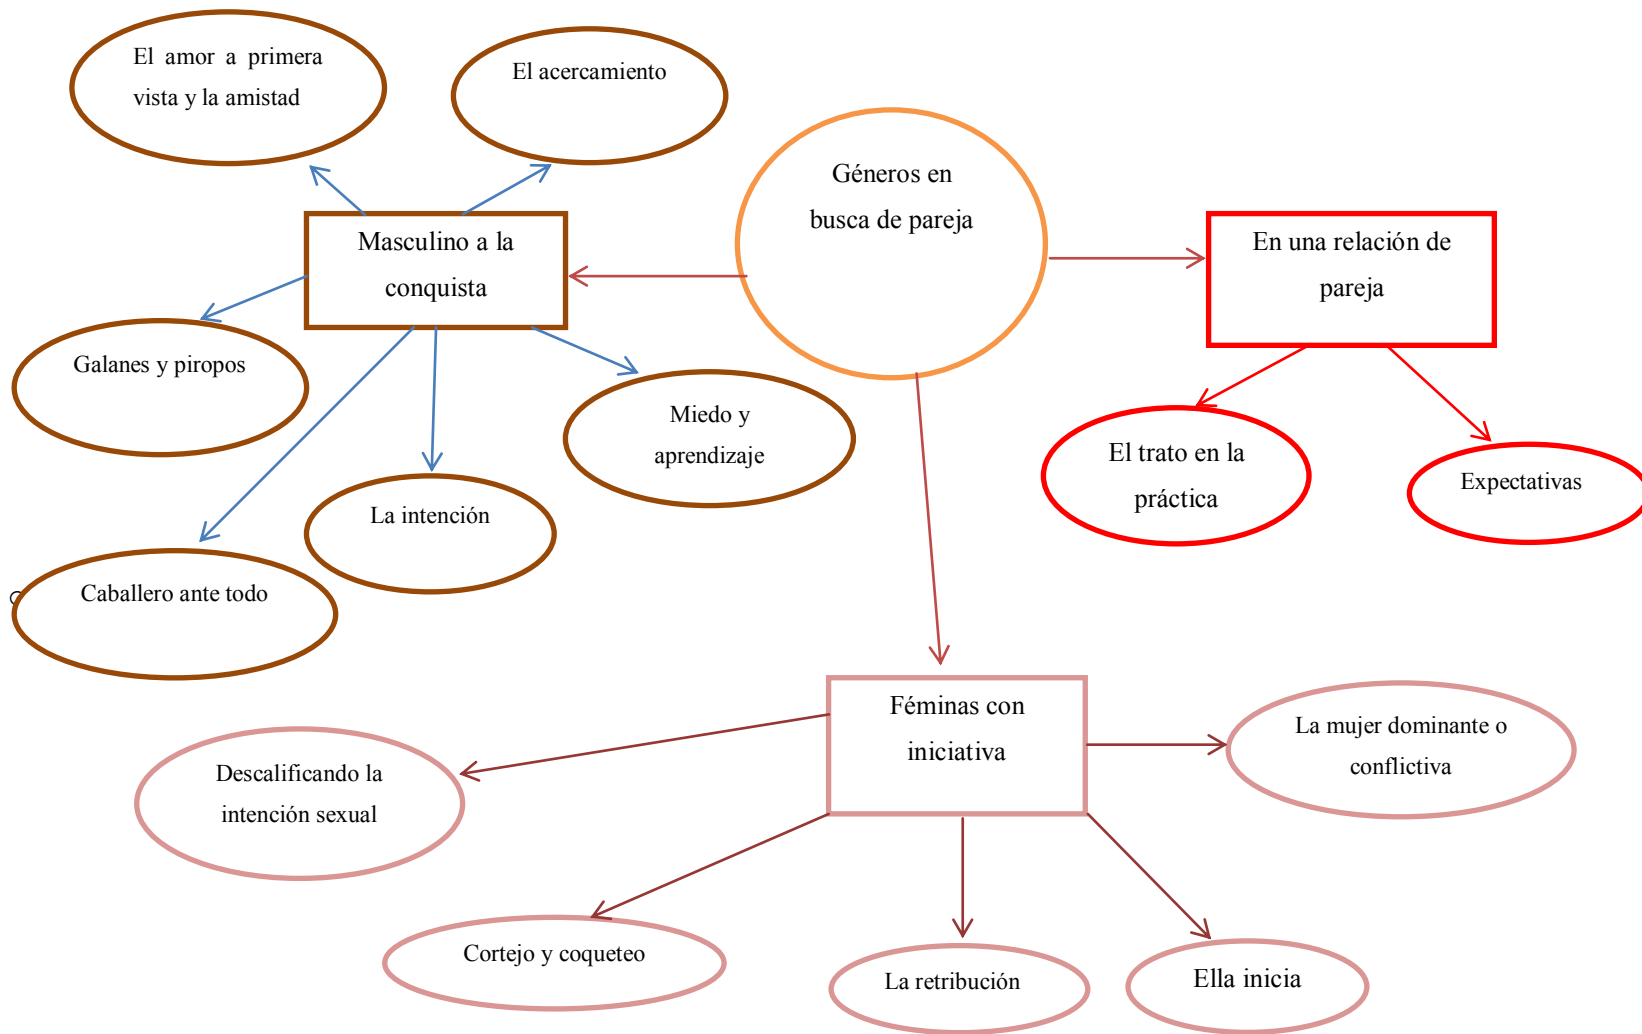 El amor a primera
vista y la amistad
El acercamiento
Géneros en
busca de pareja
Masculino a la
conquista
En una relación de
pareja
Galanes y piropos
Miedo y
aprendizaje
El trato en la
práctica
Expectativas
La intención
Caballero ante todo
Féminas con
iniciativa
La mujer dominante o
conflictiva
Descalificando la
intención sexual
Cortejo y coqueteo
La retribución
Ella inicia